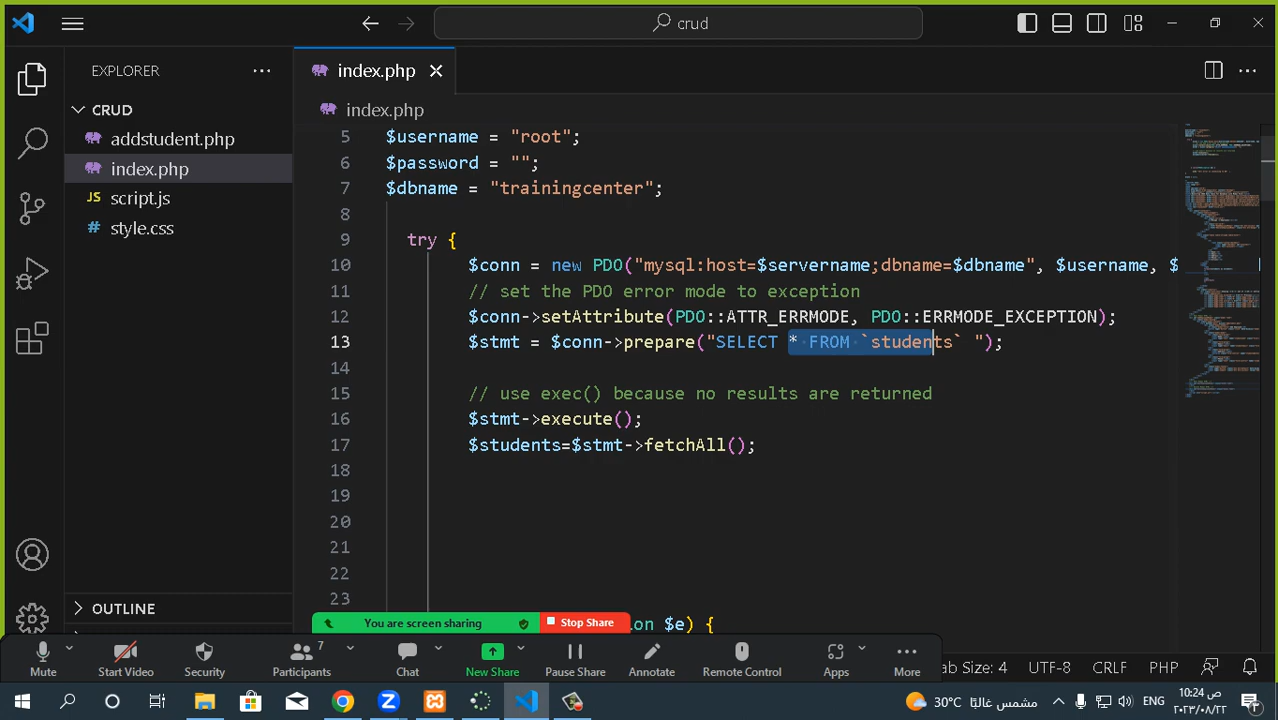 crud
EXPLORER
index.php
CRUD
index.php
addstudent.php
index.php
script.js
style.css
5 $username = "root";
6 $password = "";
7 $dbname = "trainingcenter";
8
9 try {
10 $conn = new PDO("mysql:host=$servername;dbname=$dbname", $username, $
11 // set the PDO error mode to exception
12 $conn->setAttribute(PDO::ATTR_ERRMODE, PDO::ERRMODE_EXCEPTION);
13 $stmt = $conn->prepare("SELECT * FROM `students` ");
14
15 // use exec() because no results are returned
16 $stmt->execute();
17 $students=$stmt->fetchAll();
18
19
20
21
22
23
ion $e) {
OUTLINE
You are screen sharing
Stop Share
7
Mute
Start Video
Security
Participants
Chat
New Share
Pause Share
Annotate
Remote Control
Apps
More
ab Size: 4
UTF-8
CRLF
PHP
30°C مشمس غالبًا
ENG
10:24 ص
٢٠٢٣/٠٨/٢٢